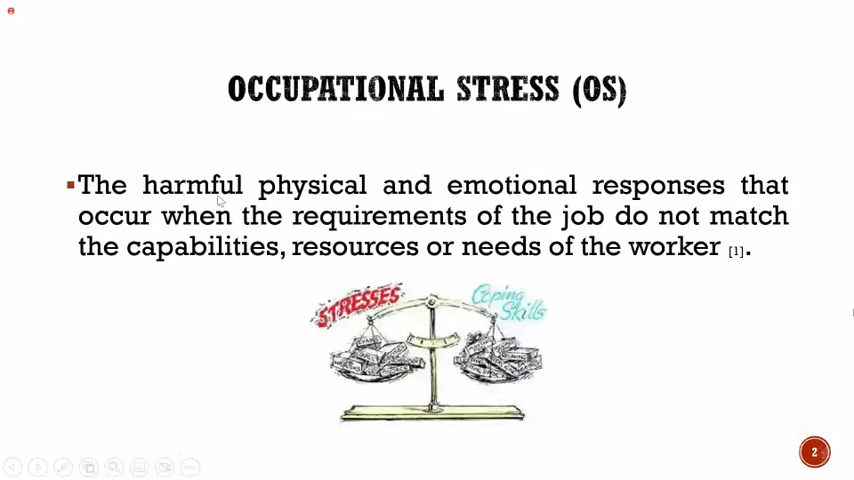 OCCUPATIONAL STRESS (OS)
The harmful physical and emotional responses that
occur when the requirements of the job do not match
the capabilities, resources or needs of the worker [1].
STRESSES
Coping
Skills
2